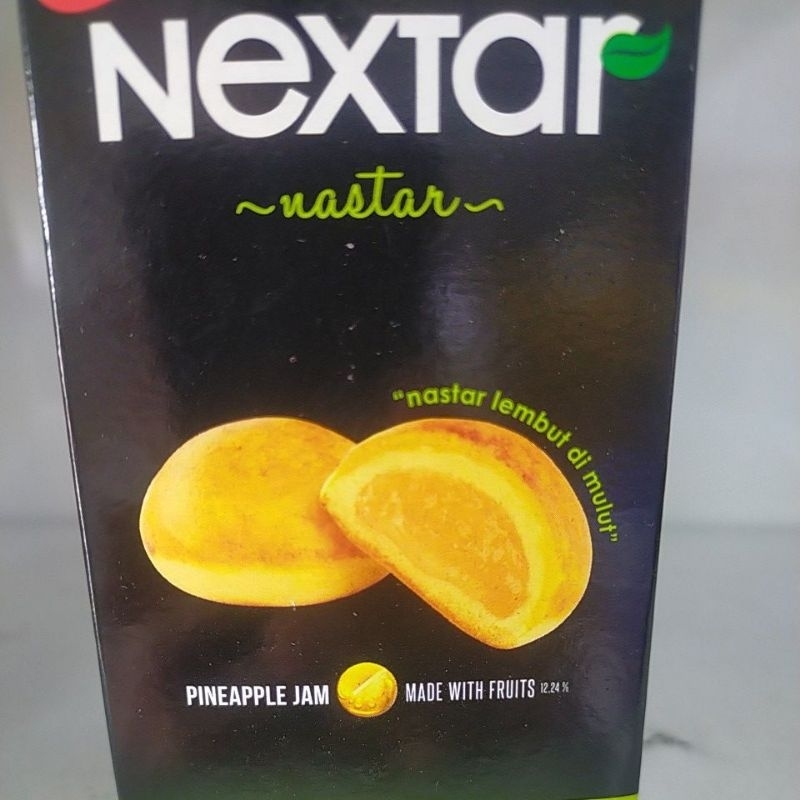 Nextar
~nastar~
"nastar lembut di mulut"
PINEAPPLE JAM MADE WITH FRUITS 12.24 %